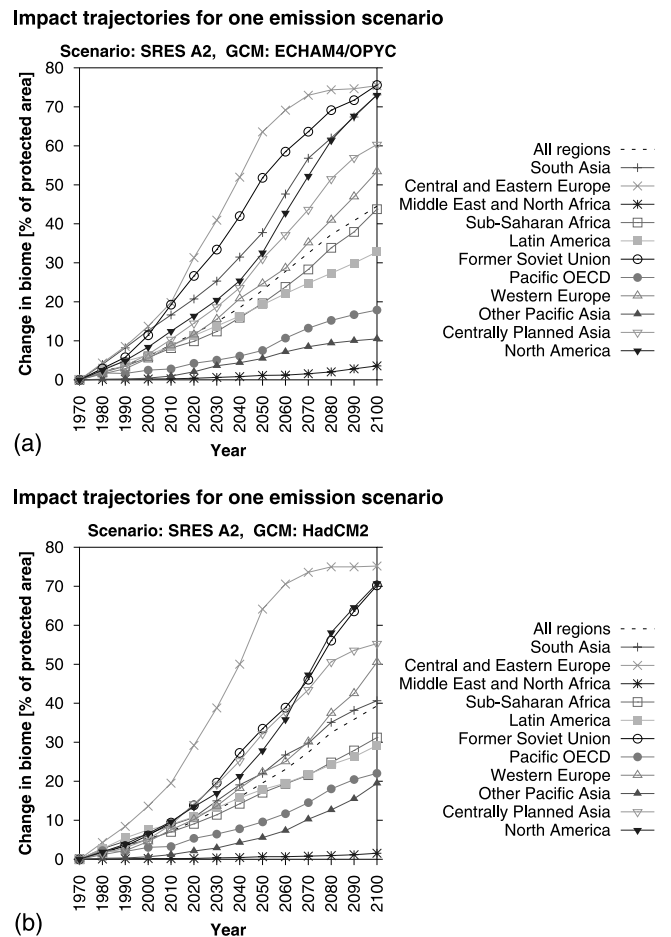 Impact trajectories for one emission scenario
Scenario: SRES A2, GCM: ECHAM4/OPYC
Change in biome [% of protected area]
80
70
60
50
40
30
20
10
0
1970
1980
1990
2000
2010
2020
2030
2040
2050
2060
2070
2080
2090
2100
Year
All regions
South Asia
Central and Eastern Europe
Middle East and North Africa
Sub-Saharan Africa
Latin America
Former Soviet Union
Pacific OECD
Western Europe
Other Pacific Asia
Centrally Planned Asia
North America
(a)
Impact trajectories for one emission scenario
Scenario: SRES A2, GCM: HadCM2
Change in biome [% of protected area]
80
70
60
50
40
30
20
10
0
1970
1980
1990
2000
2010
2020
2030
2040
2050
2060
2070
2080
2090
2100
Year
All regions
South Asia
Central and Eastern Europe
Middle East and North Africa
Sub-Saharan Africa
Latin America
Former Soviet Union
Pacific OECD
Western Europe
Other Pacific Asia
Centrally Planned Asia
North America
(b)